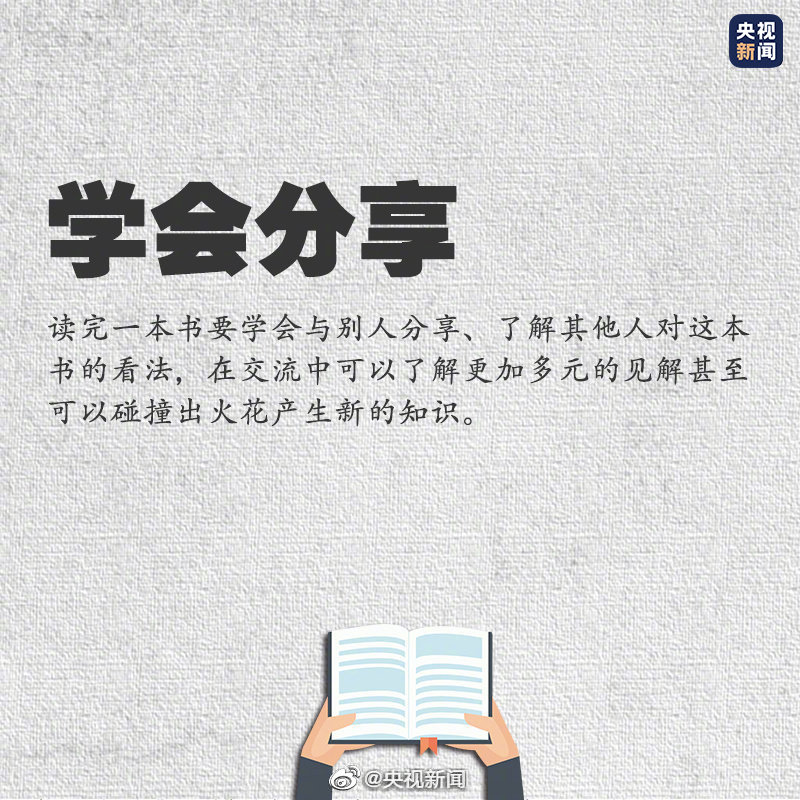 央视
新闻
学会分享
读完一本书要学会与别人分享、了解其他人对这本
书的看法，在交流中可以了解更加多元的见解甚至
可以碰撞出火花产生新的知识。
@央视新闻